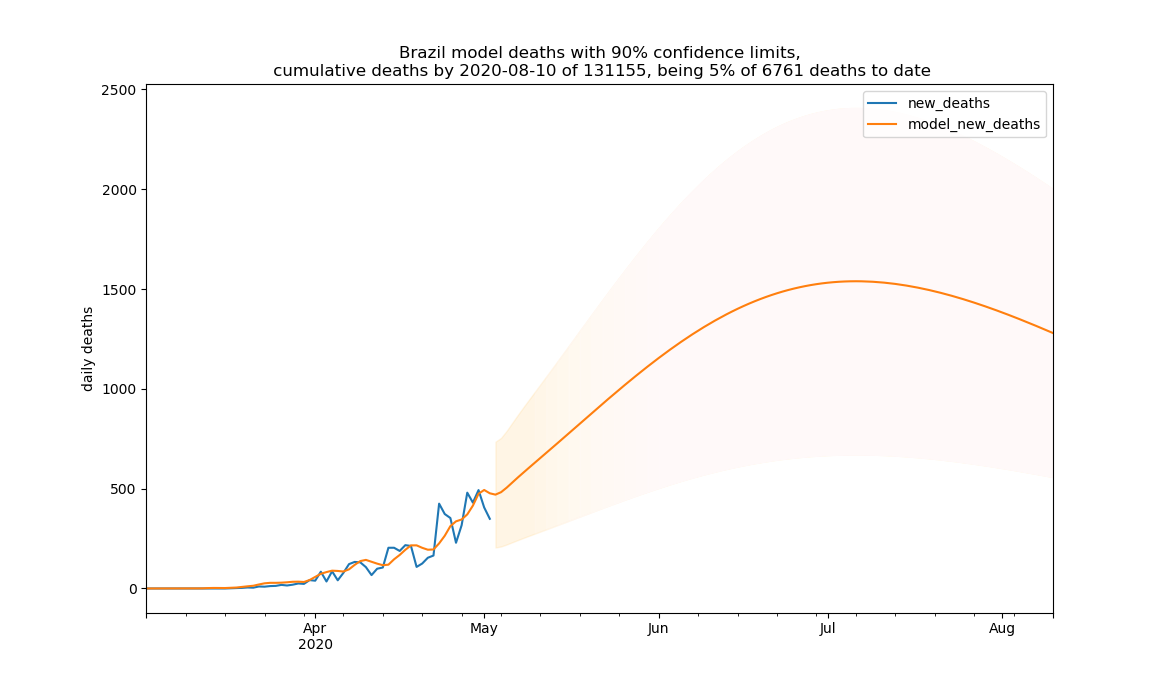 Brazil model deaths with 90% confidence limits,
cumulative deaths by 2020-08-10 of 131155, being 5% of 6761 deaths to date
new_deaths
model_new_deaths
daily deaths
2500
2000
1500
1000
500
0
Apr
2020
May
Jun
Jul
Aug